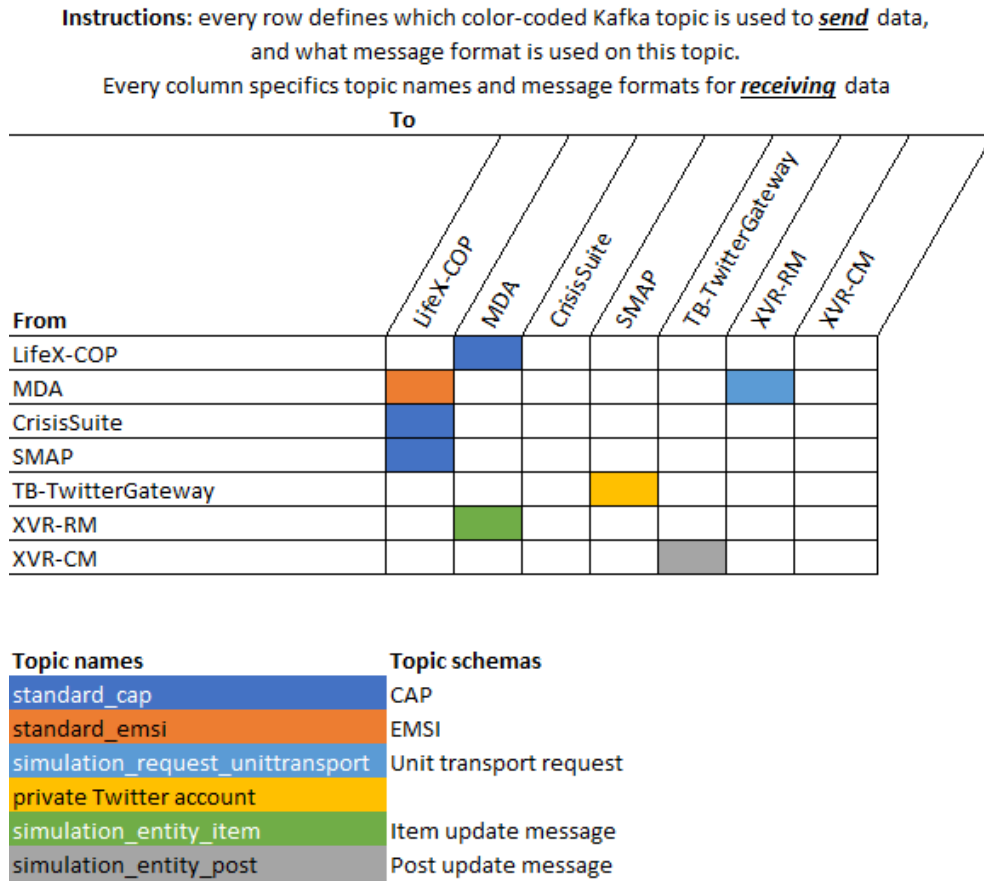 Instructions: every row defines which color-coded Kafka topic is used to send data,
and what message format is used on this topic.
Every column specifics topic names and message formats for receiving data
To
LifeX-COP
MDA
CrisisSuite
SMAP
TB-TwitterGateway
XVR-RM
XVR-CM
From
LifeX-COP
MDA
CrisisSuite
SMAP
TB-TwitterGateway
XVR-RM
XVR-CM
Topic names Topic schemas
standard_cap CAP
standard_emsi EMSI
simulation_request_unittransport Unit transport request
private Twitter account
simulation_entity_item Item update message
simulation_entity_post Post update message